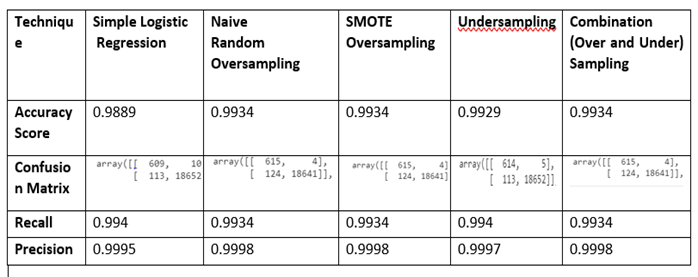 Techniqu
e
Simple Logistic
Regression
Naive
Random
Oversampling
SMOTE
Oversampling
Undersampling
Combination
(Over and Under)
Sampling
Accuracy
Score
0.9889
0.9934
0.9934
0.9929
0.9934
Confusio
n Matrix
array([[ 609, 10
[ 113, 18652
array([[ 615, 4],
[ 124, 18641]],
array([[ 615, 4]
[ 124, 18641]
array([[ 614, 5],
[ 113, 18652]]
array([[ 615, 4],
[ 124, 18641]],
Recall
0.994
0.9934
0.9934
0.994
0.9934
Precision
0.9995
0.9998
0.9998
0.9997
0.9998